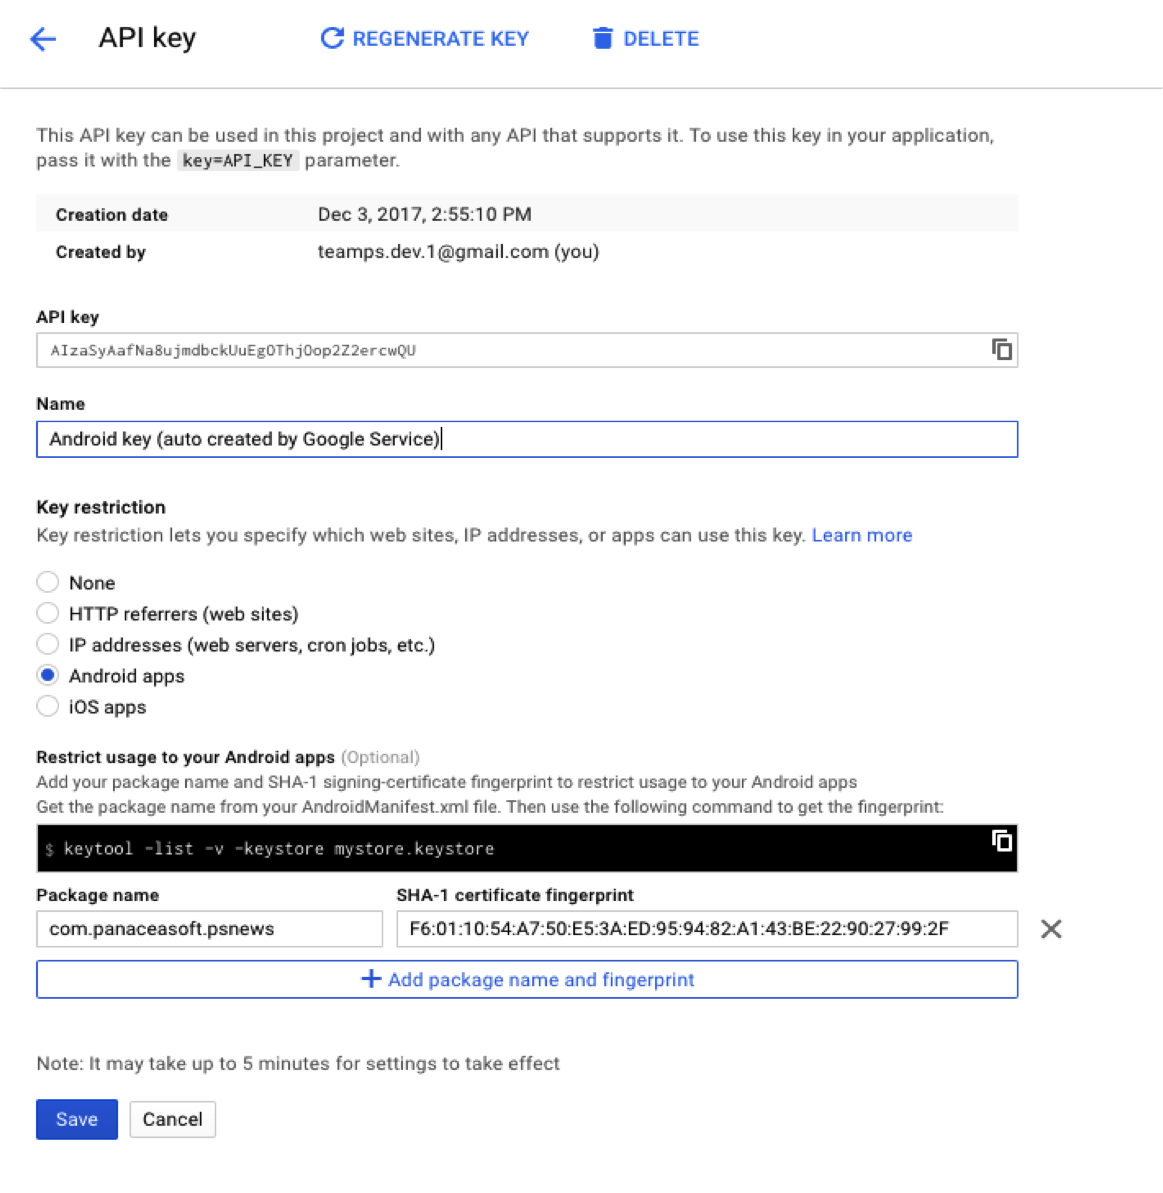 API key
REGENERATE KEY
DELETE
This API key can be used in this project and with any API that supports it. To use this key in your application,
pass it with the key=API_KEY parameter.
Creation date Dec 3, 2017, 2:55:10 PM
Created by teamps.dev.1@gmail.com (you)
API key
AIzaSyAafNa8ujmdbckUuEgOThjOop2Z2ercwQU
Name
Android key (auto created by Google Service)
Key restriction
Key restriction lets you specify which web sites, IP addresses, or apps can use this key. Learn more
None
HTTP referrers (web sites)
IP addresses (web servers, cron jobs, etc.)
Android apps
iOS apps
Restrict usage to your Android apps (Optional)
Add your package name and SHA-1 signing-certificate fingerprint to restrict usage to your Android apps
Get the package name from your AndroidManifest.xml file. Then use the following command to get the fingerprint:
$ keytool -list -v -keystore mystore.keystore
Package name SHA-1 certificate fingerprint
com.panaceasoft.psnews F6:01:10:54:A7:50:E5:3A:ED:95:94:82:A1:43:BE:22:90:27:99:2F
+ Add package name and fingerprint
Note: It may take up to 5 minutes for settings to take effect
Save Cancel